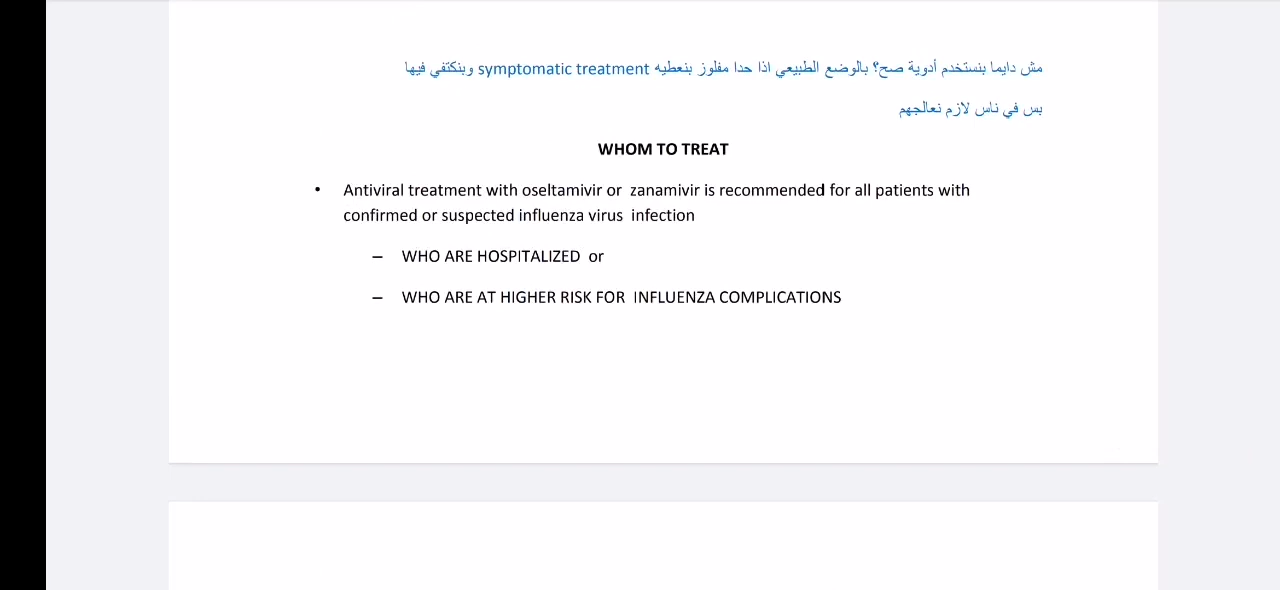 مش دايما بنستخدم أدوية صح؟ بالوضع الطبيعي اذا حدا مفلوز بنعطيه symptomatic treatment وبنكتفي فيها
بس في ناس لازم نعالجهم
WHOM TO TREAT
• Antiviral treatment with oseltamivir or zanamivir is recommended for all patients with
confirmed or suspected influenza virus infection
– WHO ARE HOSPITALIZED or
– WHO ARE AT HIGHER RISK FOR INFLUENZA COMPLICATIONS